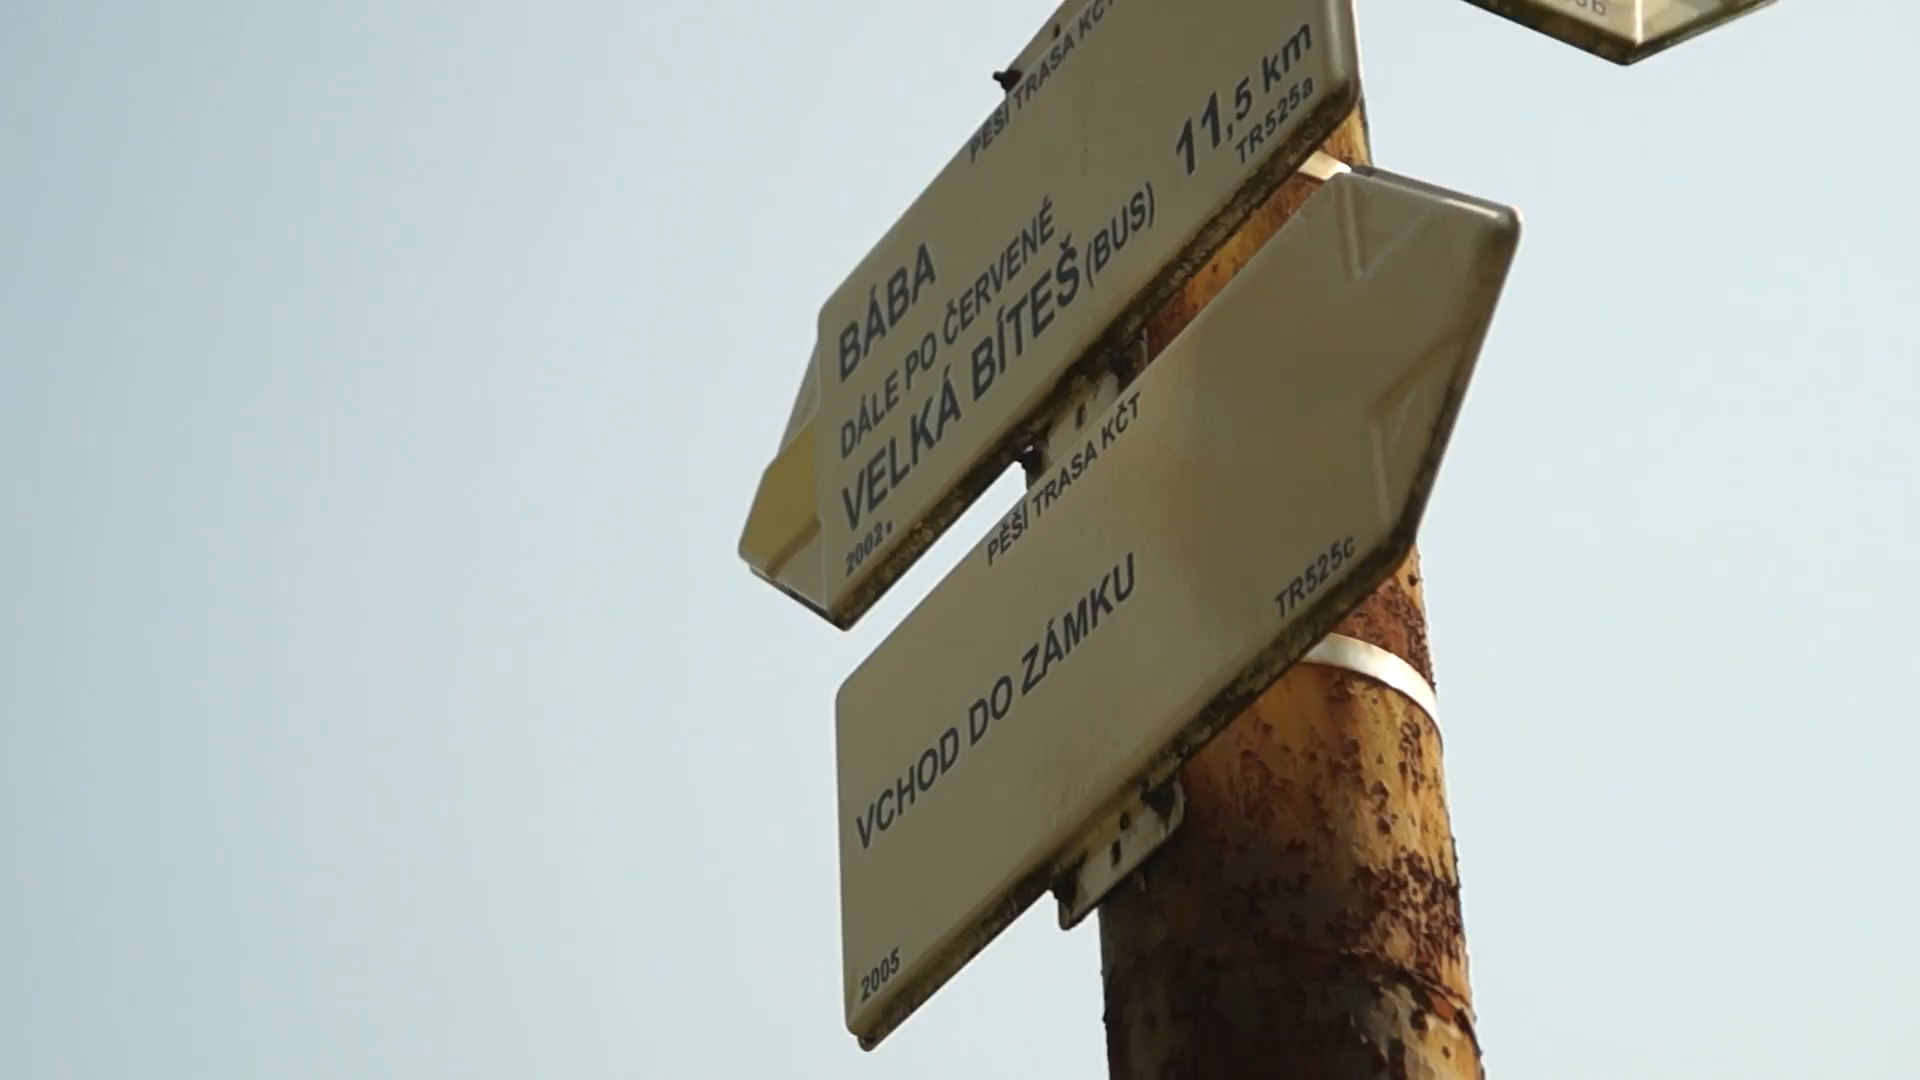 PĚŠÍ TRASA KČT
BÁBA
DÁLE PO ČERVENÉ
VELKÁ BÍTEŠ (BUS) 11,5 km
2002. TR525a
PĚŠÍ TRASA KČT
VCHOD DO ZÁMKU
2005 TR525c